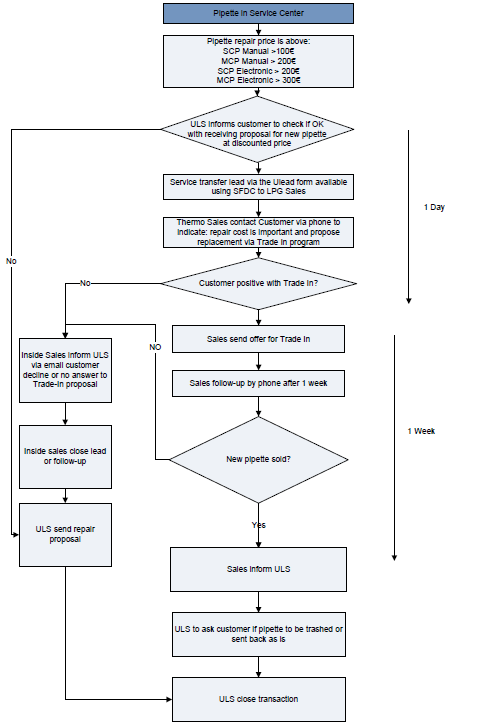 Pipette in Service Center
Pipette repair price is above:
SCP Manual >100€
MCP Manual > 200€
SCP Electronic > 200€
MCP Electronic > 300€
ULS informs customer to check if OK
with receiving proposal for new pipette
at discounted price
1 Day
Service transfer lead via the Ulead form available
using SFDC to LPG Sales
Thermo Sales contact Customer via phone to
indicate: repair cost is important and propose
replacement via Trade in program
No
No
Customer positive with Trade in?
NO
Sales send offer for Trade in
Inside Sales inform ULS
via email customer
decline or no answer to
Trade-in proposal
Sales follow-up by phone after 1 week
1 Week
Inside sales close lead
or follow-up
New pipette sold?
ULS send repair
proposal
Yes
Sales inform ULS
ULS to ask customer if pipette to be trashed or
sent back as is
ULS close transaction